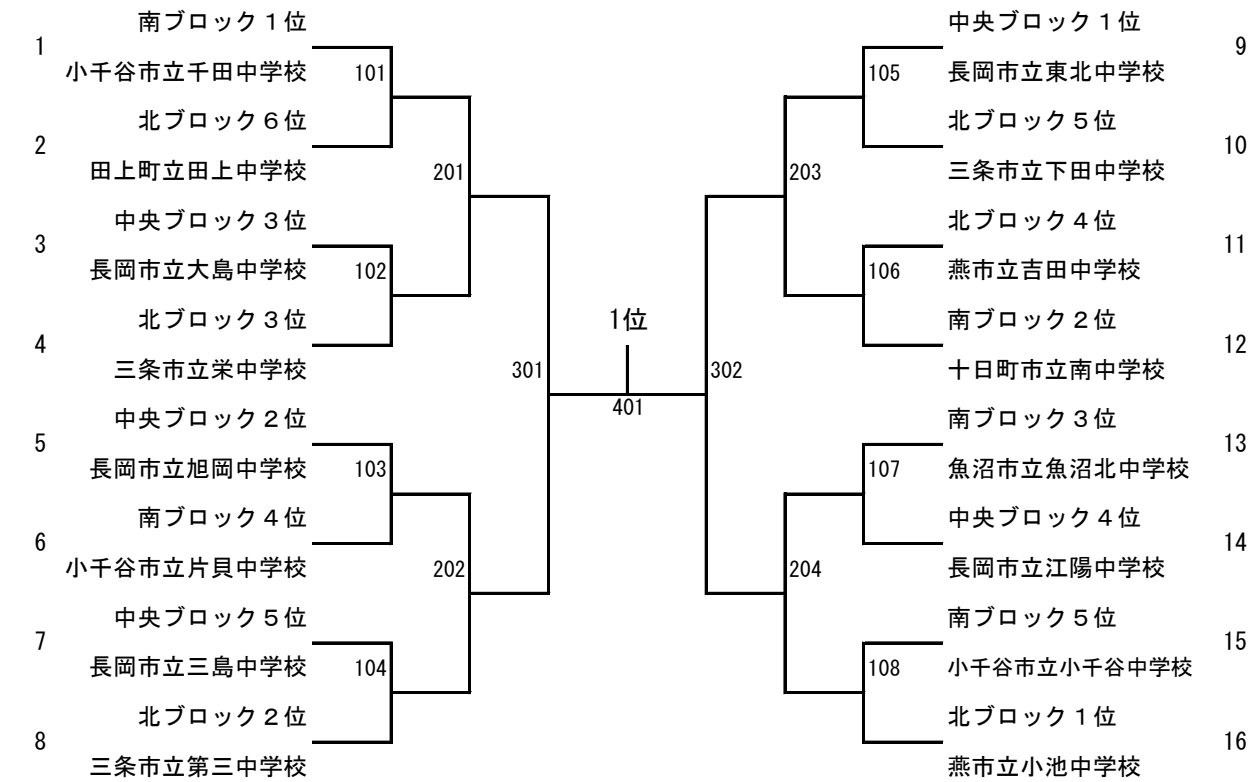 南ブロック１位
1
小千谷市立千田中学校
101
北ブロック６位
2
田上町立田上中学校
201
中央ブロック３位
3
長岡市立大島中学校
102
北ブロック３位
4
三条市立栄中学校
301
中央ブロック２位
5
長岡市立旭岡中学校
103
南ブロック４位
6
小千谷市立片貝中学校
202
中央ブロック５位
7
長岡市立三島中学校
104
北ブロック２位
8
三条市立第三中学校
1位
401
中央ブロック１位
9
105
長岡市立東北中学校
北ブロック５位
10
203
三条市立下田中学校
北ブロック４位
11
106
燕市立吉田中学校
南ブロック２位
12
302
十日町市立南中学校
南ブロック３位
13
107
魚沼市立魚沼北中学校
中央ブロック４位
14
204
長岡市立江陽中学校
南ブロック５位
15
108
小千谷市立小千谷中学校
北ブロック１位
16
燕市立小池中学校